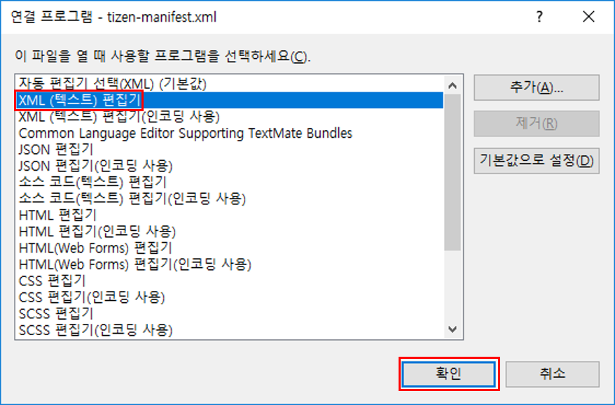 연결 프로그램 - tizen-manifest.xml
이 파일을 열 때 사용할 프로그램을 선택하세요(C).
자동 편집기 선택(XML) (기본값)
XML (텍스트) 편집기
XML (텍스트) 편집기(인코딩 사용)
Common Language Editor Supporting TextMate Bundles
JSON 편집기
JSON 편집기(인코딩 사용)
소스 코드(텍스트) 편집기
소스 코드(텍스트) 편집기(인코딩 사용)
HTML 편집기
HTML 편집기(인코딩 사용)
HTML(Web Forms) 편집기
HTML(Web Forms) 편집기(인코딩 사용)
CSS 편집기
CSS 편집기(인코딩 사용)
SCSS 편집기
SCSS 편집기(인코딩 사용)
추가(A)...
제거(R)
기본값으로 설정(D)
확인
취소